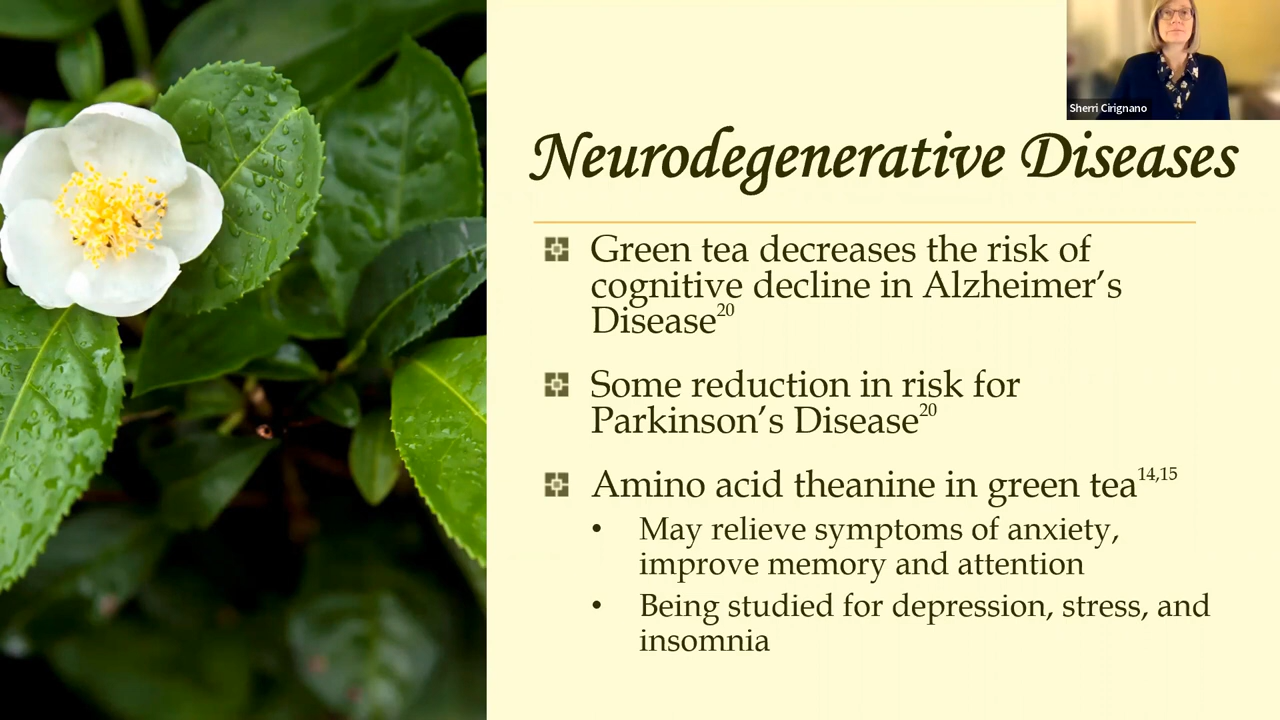 Sherri Cirignano
Neurodegenerative Diseases
Green tea decreases the risk of
cognitive decline in Alzheimer’s
Disease20
Some reduction in risk for
Parkinson’s Disease20
Amino acid theanine in green tea14,15
• May relieve symptoms of anxiety,
improve memory and attention
• Being studied for depression, stress, and
insomnia